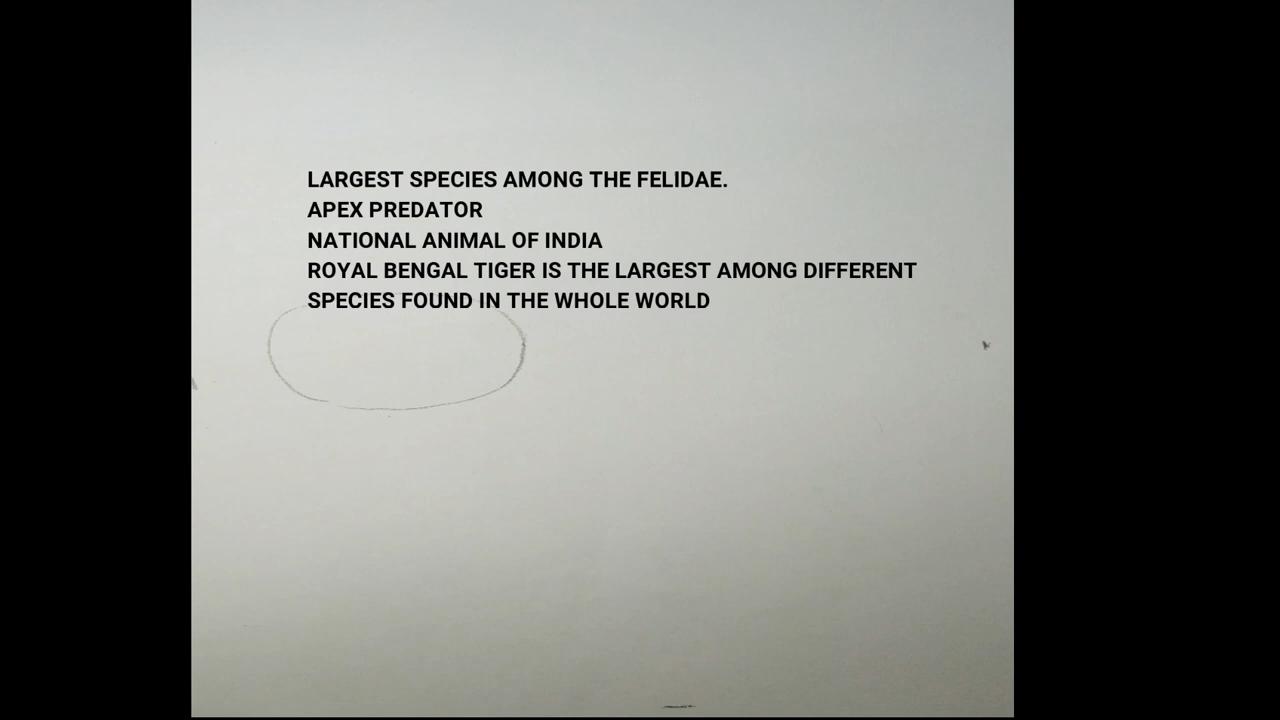 LARGEST SPECIES AMONG THE FELIDAE.
APEX PREDATOR
NATIONAL ANIMAL OF INDIA
ROYAL BENGAL TIGER IS THE LARGEST AMONG DIFFERENT
SPECIES FOUND IN THE WHOLE WORLD